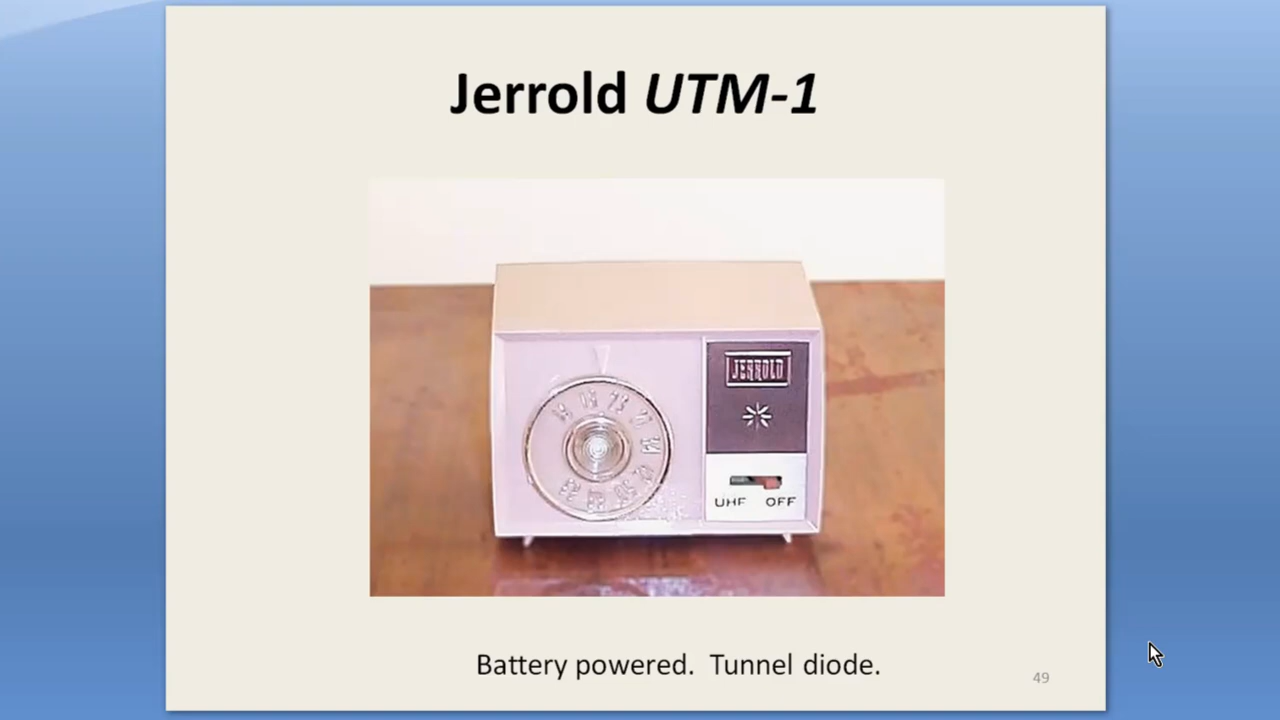 Jerrold UTM-1
JERROLD
UHF OFF
Battery powered.  Tunnel diode.
49